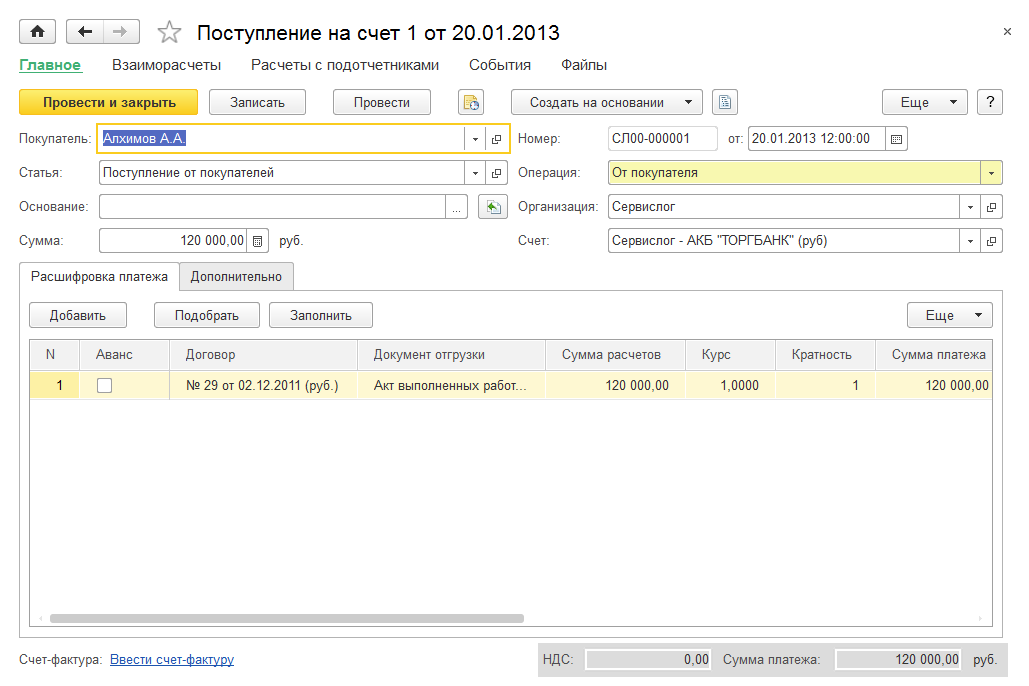 Поступление на счет 1 от 20.01.2013
Главное Взаиморасчеты Расчеты с подотчетниками События Файлы
Провести и закрыть Записать Провести Создать на основании Еще ?
Покупатель: Алхимов А.А. Номер: СЛ00-000001 от: 20.01.2013 12:00:00
Статья: Поступление от покупателей Операция: От покупателя
Основание: ... Организация: Сервислог
Сумма: 120 000,00 руб. Счет: Сервислог - АКБ "ТОРГБАНК" (руб)
Расшифровка платежа Дополнительно
Добавить Подобрать Заполнить Еще
N Аванс Договор Документ отгрузки Сумма расчетов Курс Кратность Сумма платежа
1 № 29 от 02.12.2011 (руб.) Акт выполненных работ... 120 000,00 1,0000 1 120 000,00
Счет-фактура: Ввести счет-фактуру НДС: 0,00 Сумма платежа: 120 000,00 руб.